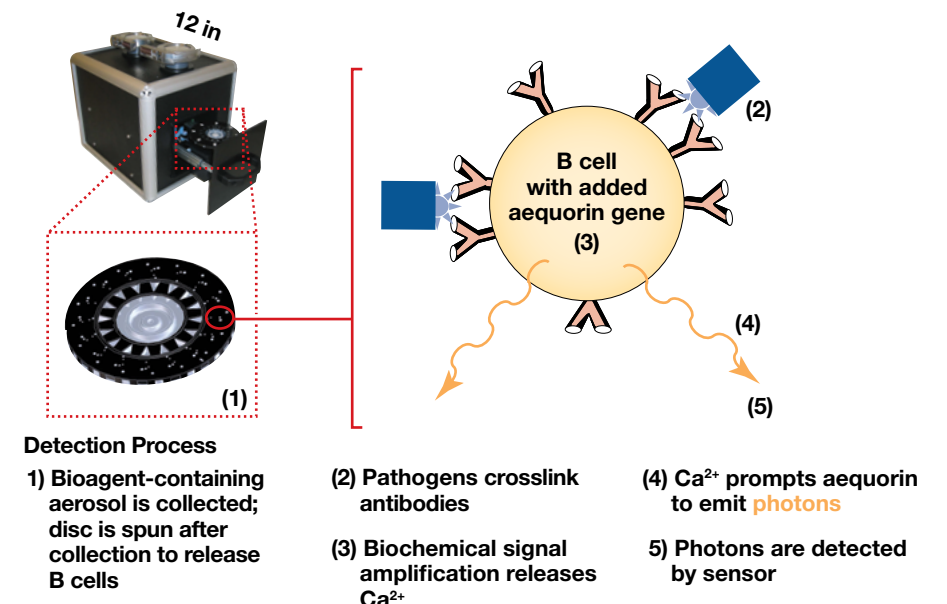 12 in
(1)
B cell
with added
aequorin gene
(3)
(2)
(4)
(5)
Detection Process
1) Bioagent-containing
aerosol is collected;
disc is spun after
collection to release
B cells
(2) Pathogens crosslink
antibodies
(3) Biochemical signal
amplification releases
Ca²⁺
(4) Ca²⁺ prompts aequorin
to emit photons
5) Photons are detected
by sensor